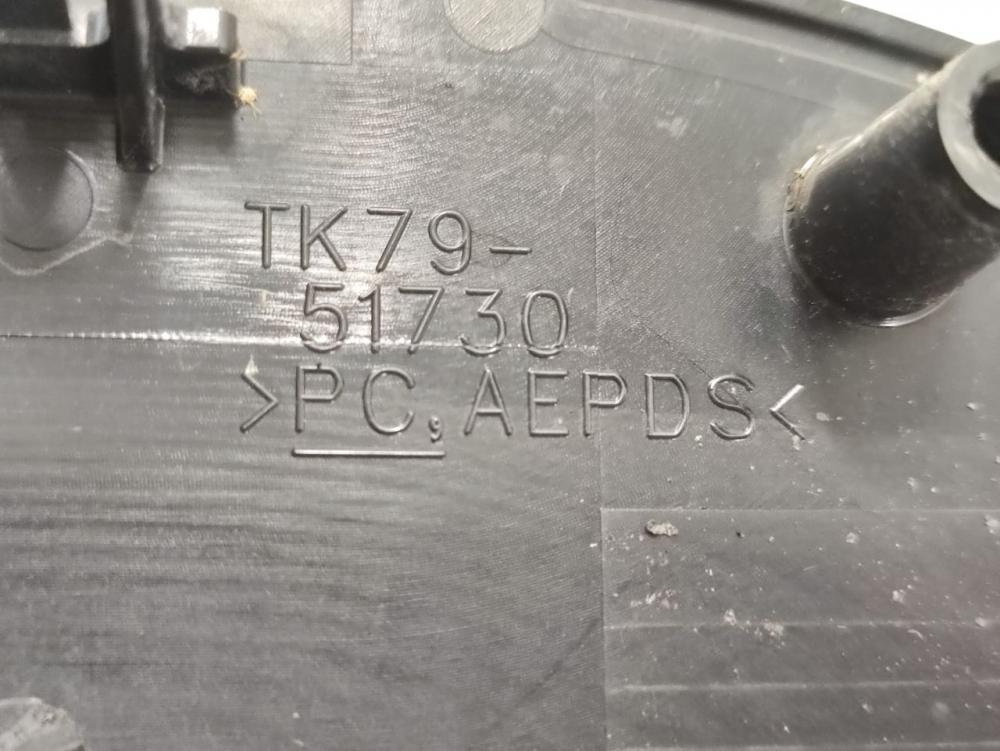 TK79-
51730
>PC,AEPDS<